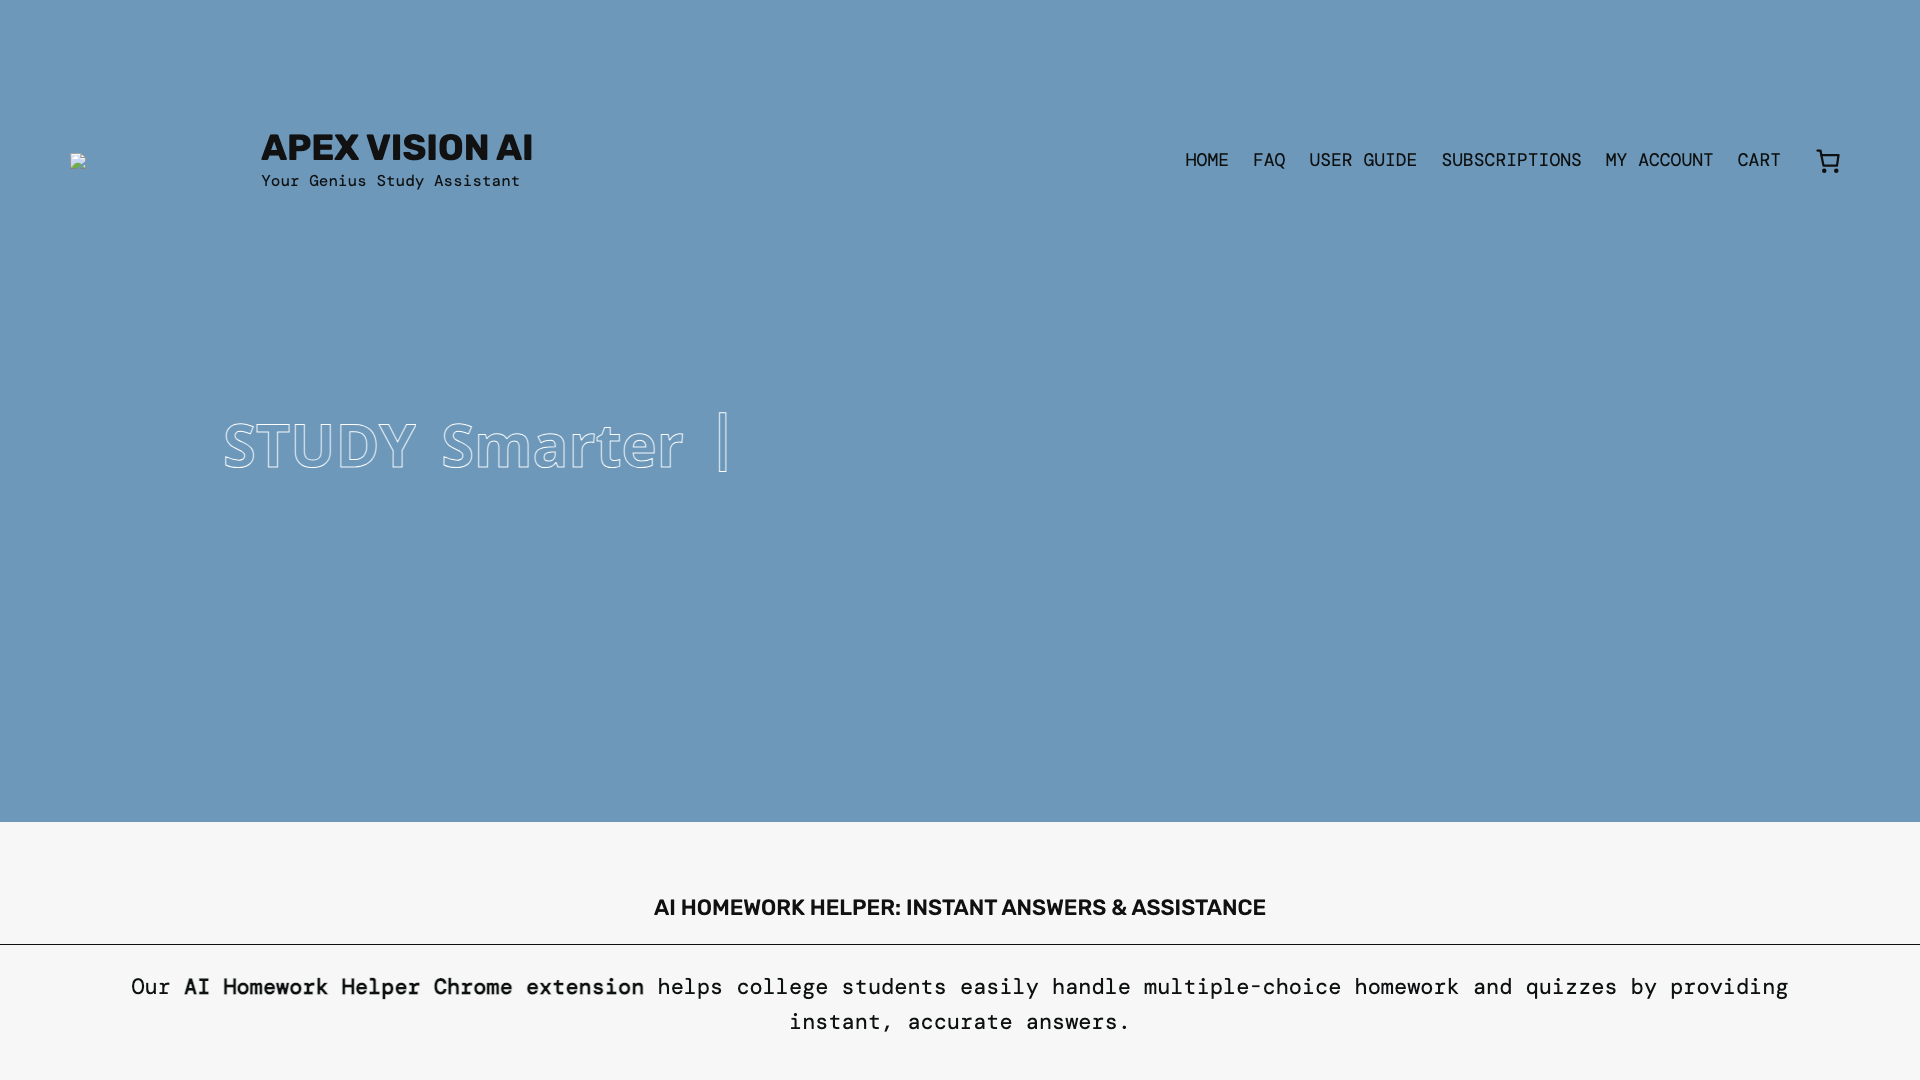 APEX VISION AI
Your Genius Study Assistant
HOME FAQ USER GUIDE SUBSCRIPTIONS MY ACCOUNT CART
STUDY Smarter |
AI HOMEWORK HELPER: INSTANT ANSWERS & ASSISTANCE
Our AI Homework Helper Chrome extension helps college students easily handle multiple-choice homework and quizzes by providing
instant, accurate answers.